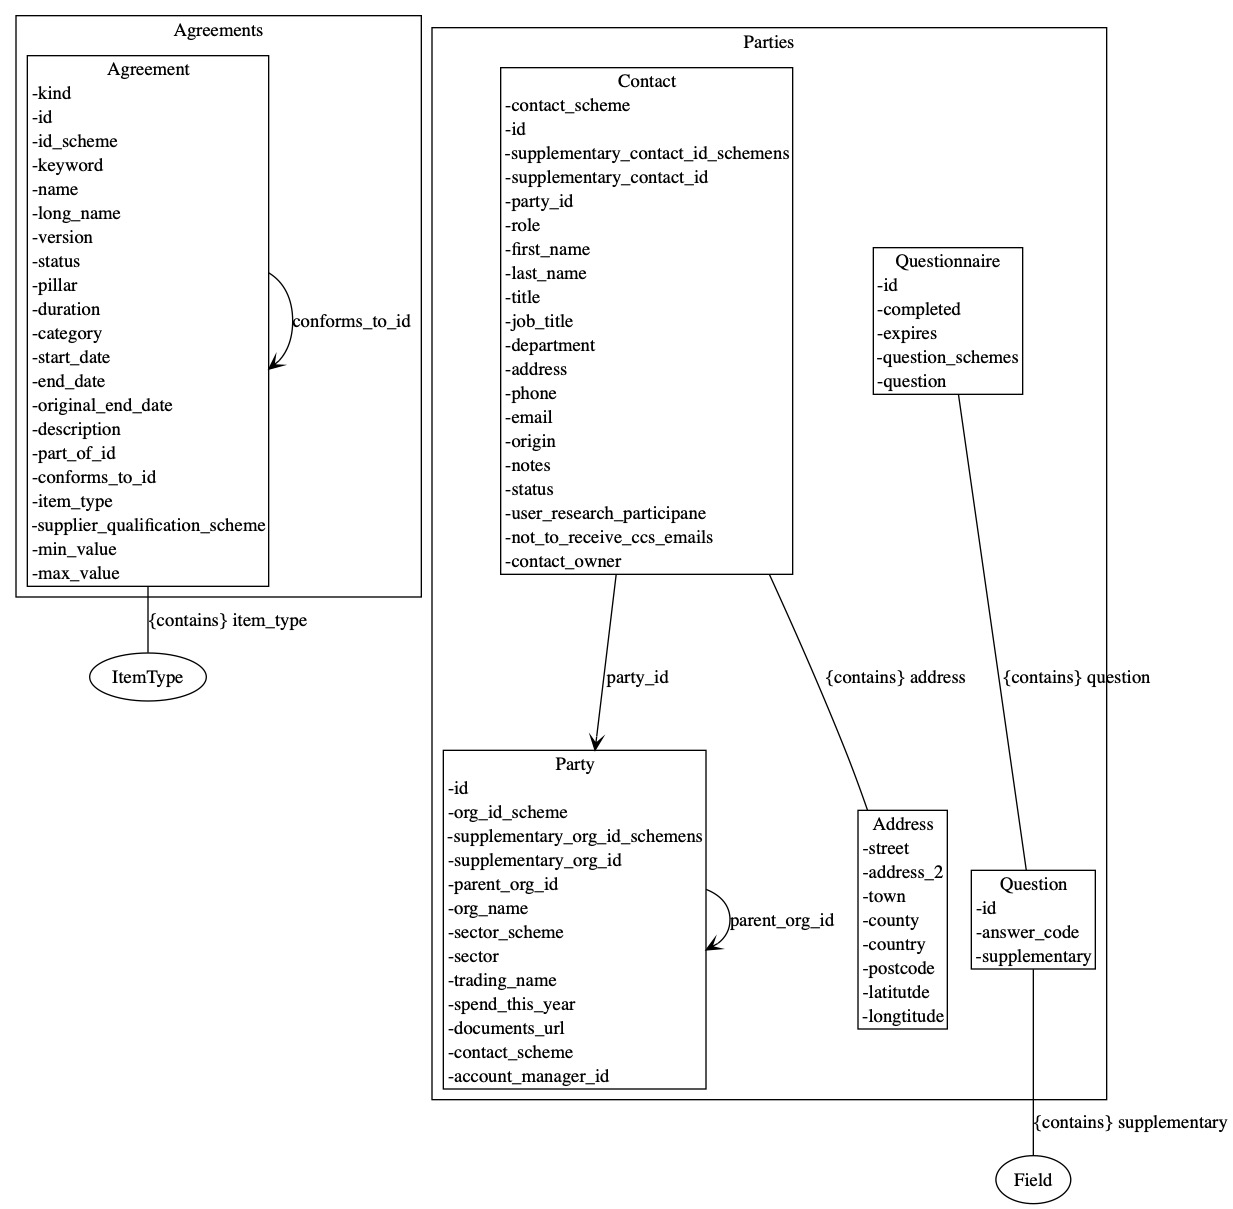 Agreements
Agreement
-kind
-id
-id_scheme
-keyword
-name
-long_name
-version
-status
-pillar
-duration
-category
-start_date
-end_date
-original_end_date
-description
-part_of_id
-conforms_to_id
-item_type
-supplier_qualification_scheme
-min_value
-max_value
conforms_to_id
{contains} item_type
ItemType
Parties
Contact
-contact_scheme
-id
-supplementary_contact_id_schemens
-supplementary_contact_id
-party_id
-role
-first_name
-last_name
-title
-job_title
-department
-address
-phone
-email
-origin
-notes
-status
-user_research_participane
-not_to_receive_ccs_emails
-contact_owner
Questionnaire
-id
-completed
-expires
-question_schemes
-question
party_id
{contains} address
{contains} question
Party
-id
-org_id_scheme
-supplementary_org_id_schemens
-supplementary_org_id
-parent_org_id
-org_name
-sector_scheme
-sector
-trading_name
-spend_this_year
-documents_url
-contact_scheme
-account_manager_id
parent_org_id
Address
-street
-address_2
-town
-county
-country
-postcode
-latitutde
-longtitude
Question
-id
-answer_code
-supplementary
{contains} supplementary
Field